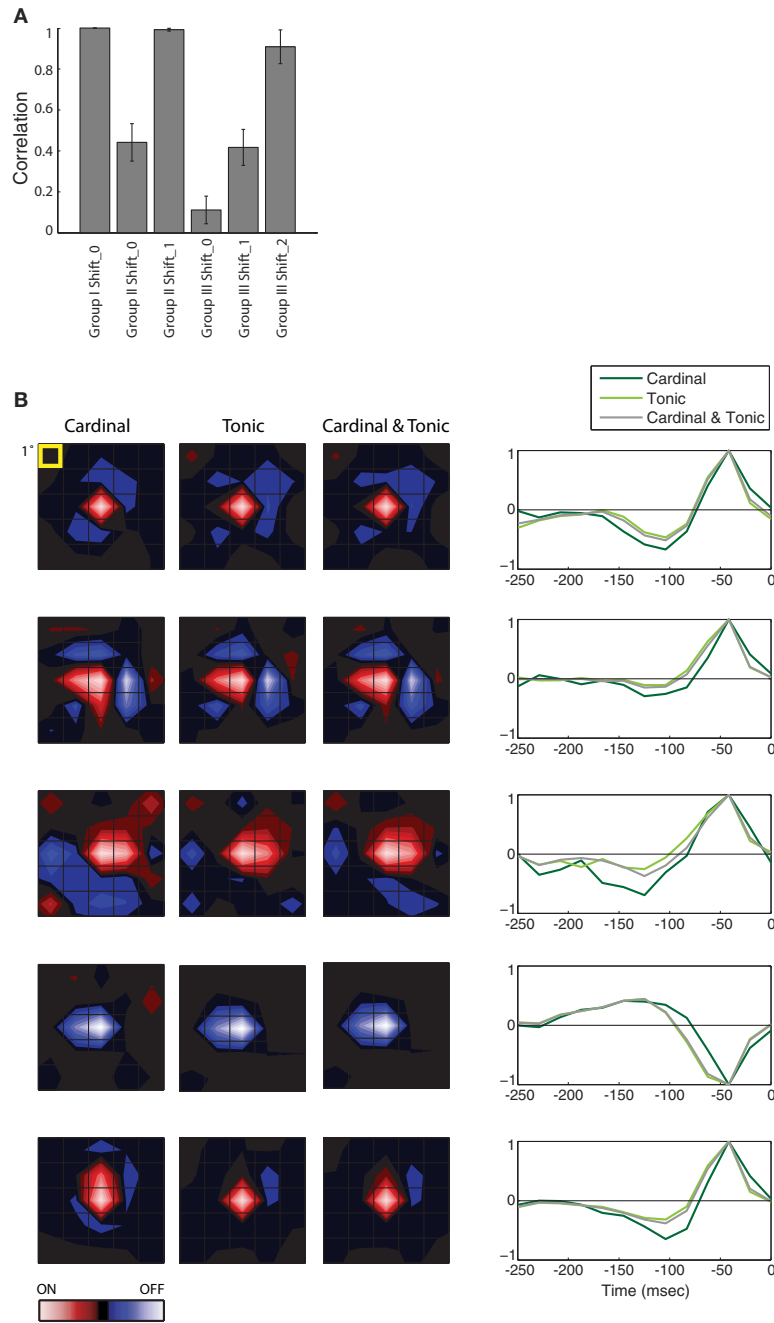 A
Correlation
1
0.8
0.6
0.4
0.2
0
Group I Shift_0
Group II Shift_0
Group II Shift_1
Group III Shift_0
Group III Shift_1
Group III Shift_2
B
Cardinal
Tonic
Cardinal & Tonic
Cardinal Tonic Cardinal & Tonic
1°
1
0
−1
-250 -200 -150 -100 -50 0
1
0
−1
-250 -200 -150 -100 -50 0
1
0
−1
-250 -200 -150 -100 -50 0
1
0
−1
-250 -200 -150 -100 -50 0
1
0
−1
-250 -200 -150 -100 -50 0
Time (msec)
ON OFF